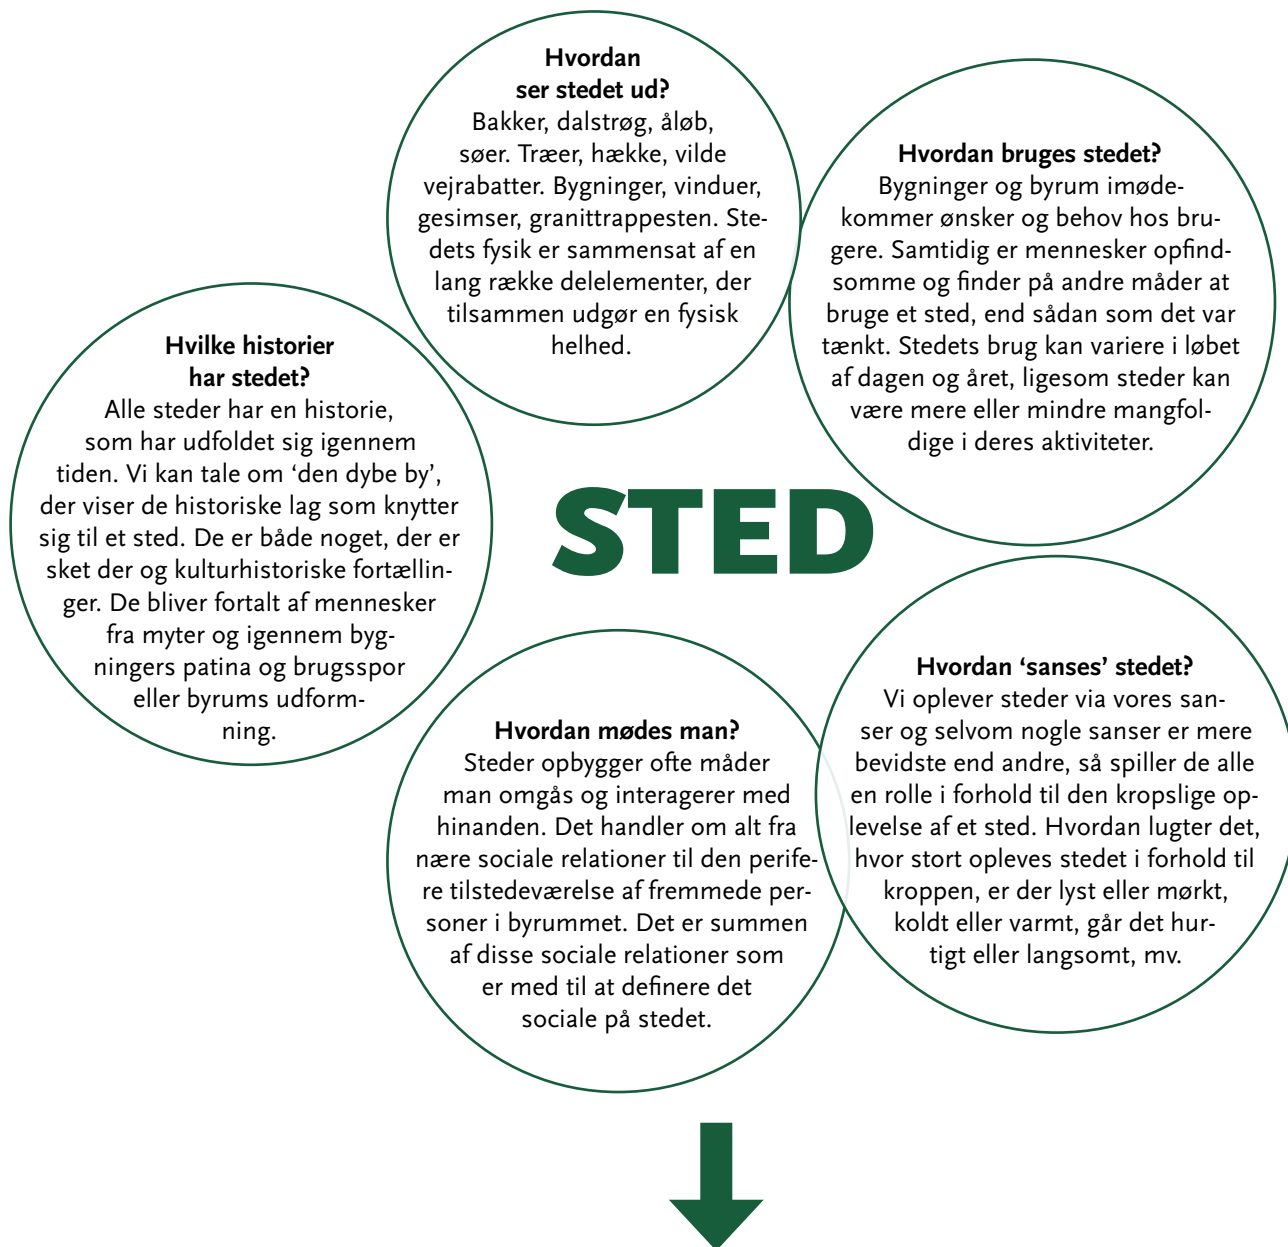 Hvordan
ser stedet ud?
Bakker, dalstrøg, åløb,
søer. Træer, hække, vilde
vejrabatter. Bygninger, vinduer,
gesimser, granittrappesten. Ste-
dets fysik er sammensat af en
lang række delelementer, der
tilsammen udgør en fysisk
helhed.
Hvordan bruges stedet?
Bygninger og byrum imøde-
kommer ønsker og behov hos bru-
gere. Samtidig er mennesker opfind-
somme og finder på andre måder at
bruge et sted, end sådan som det var
tænkt. Stedets brug kan variere i løbet
af dagen og året, ligesom steder kan
være mere eller mindre mangfol-
dige i deres aktiviteter.
Hvilke historier
har stedet?
Alle steder har en historie,
som har udfoldet sig igennem
tiden. Vi kan tale om ‘den dybe by’,
der viser de historiske lag som knytter
sig til et sted. De er både noget, der er
sket der og kulturhistoriske fortællin-
ger. De bliver fortalt af mennesker
fra myter og igennem byg-
ningers patina og brugsspor
eller byrums udform-
ning.
STED
Hvordan mødes man?
Steder opbygger ofte måder
man omgås og interagerer med
hinanden. Det handler om alt fra
nære sociale relationer til den perife-
re tilstedeværelse af fremmede per-
soner i byrummet. Det er summen
af disse sociale relationer som
er med til at definere det
sociale på stedet.
Hvordan ‘sanses’ stedet?
Vi oplever steder via vores san-
ser og selvom nogle sanser er mere
bevidste end andre, så spiller de alle
en rolle i forhold til den kropslige op-
levelse af et sted. Hvordan lugter det,
hvor stort opleves stedet i forhold til
kroppen, er der lyst eller mørkt,
koldt eller varmt, går det hur-
tigt eller langsomt, mv.